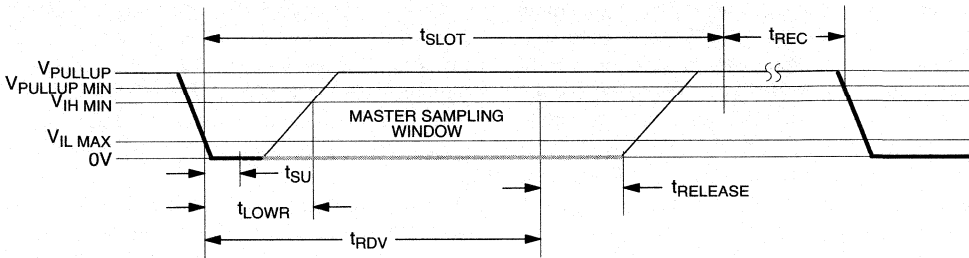 tSLOT
tREC
VPULLUP
VPULLUP MIN
VIH MIN
MASTER SAMPLING
WINDOW
VIL MAX
0V
tSU
tRELEASE
tLOWR
tRDV